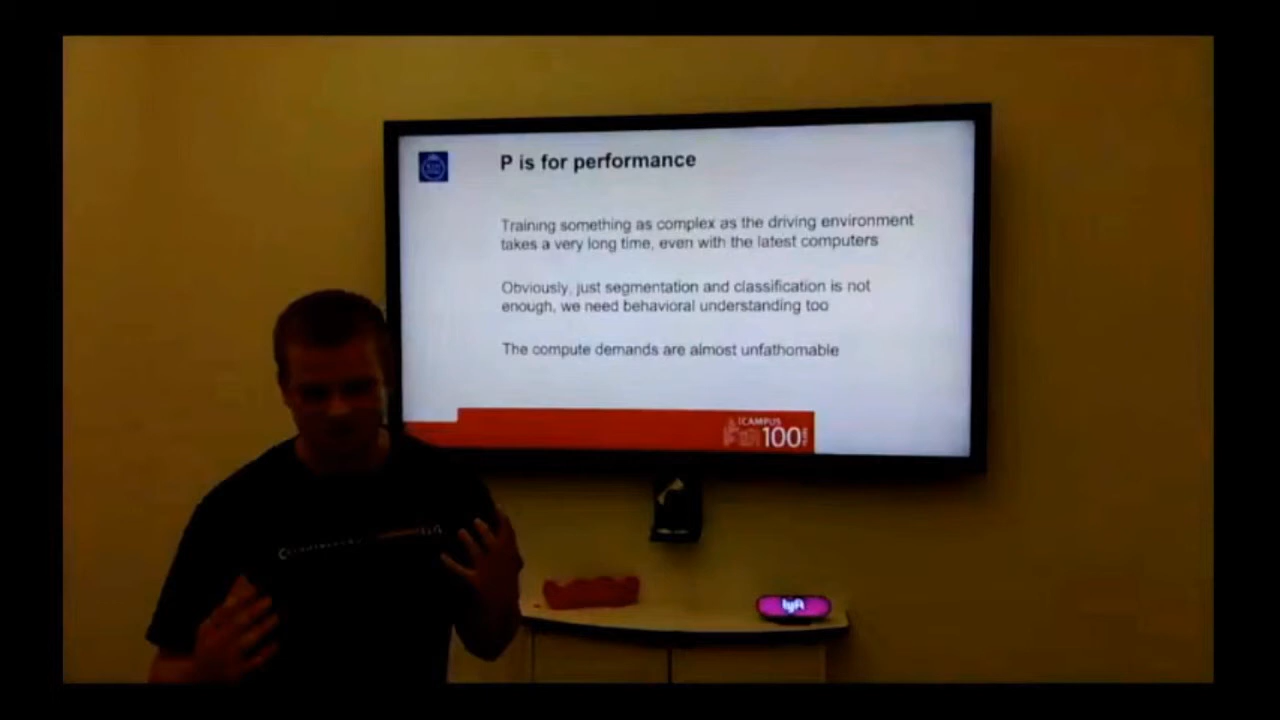 P is for performance
Training something as complex as the driving environment
takes a very long time, even with the latest computers
Obviously, just segmentation and classification is not
enough, we need behavioral understanding too
The compute demands are almost unfathomable
ICAMPUS
100
lyft